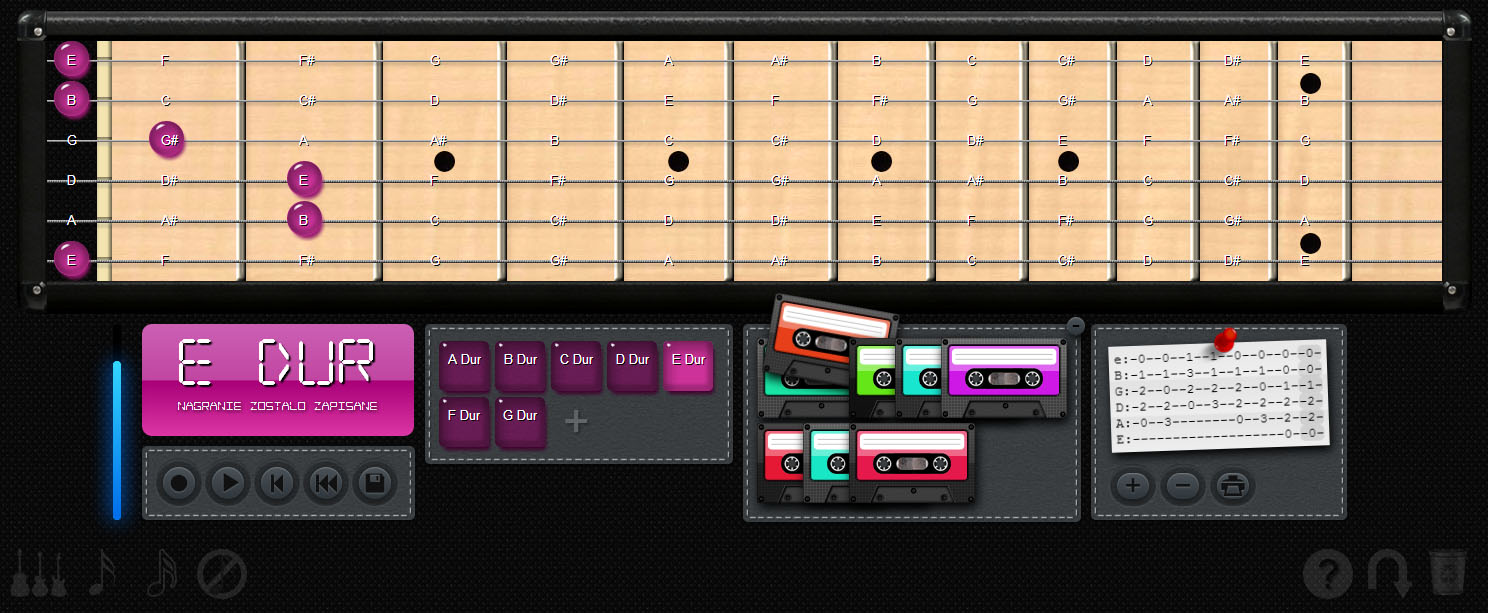 E F F# G G# A A# B C C# D D# E
B C C# D D# E F F# G G# A A# B
G G# A A# B C C# D D# E F F# G
D D# E F F# G G# A A# B C C# D
A A# B C C# D D# E F F# G G# A
E F F# G G# A A# B C C# D D# E
E DUR
NAGRANIE ZOSTALO ZAPISANE
A Dur B Dur C Dur D Dur E Dur
F Dur G Dur
e:-0--0--1--1--0--0--0--0-
B:-1--1--3--1--1--1--0--0-
G:-2--0--2--2--2--0--1--1-
D:-2--2--0--3--2--2--2--2-
A:-0--3--------0--3--2--2-
E:-------------------0--0-